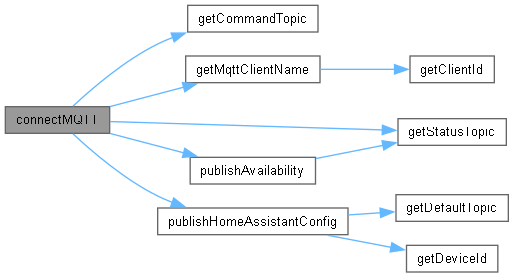 getCommandTopic
getMqttClientName
getClientId
connectMQTT
getStatusTopic
publishAvailability
getDefaultTopic
publishHomeAssistantConfig
getDeviceId